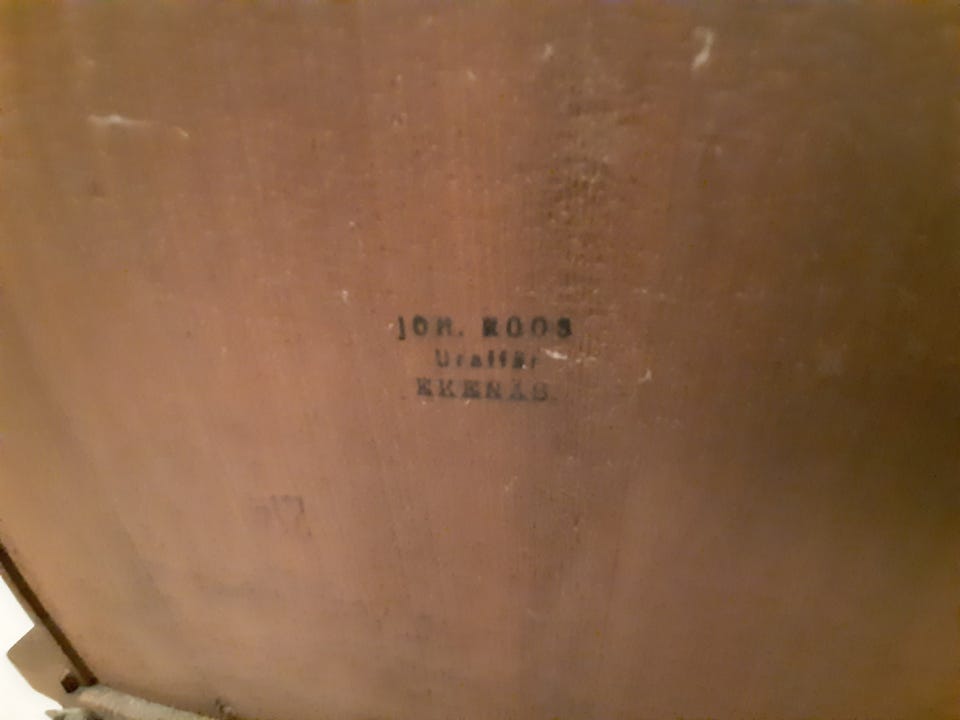 JOH. ROOS
Uraffär
EKENÄS